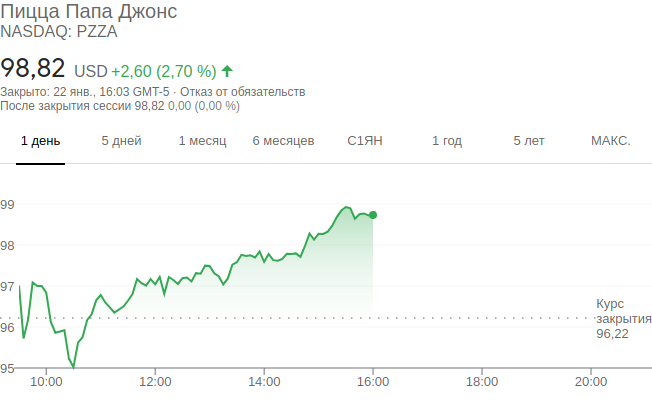 Пицца Папа Джонс
NASDAQ: PZZA
98,82 USD +2,60 (2,70 %)
Закрыто: 22 янв., 16:03 GMT-5 · Отказ от обязательств
После закрытия сессии 98,82 0,00 (0,00 %)
1 день 5 дней 1 месяц 6 месяцев С1ЯН 1 год 5 лет МАКС.
99
98
97
96
95
Курс
закрытия
96,22
10:00 12:00 14:00 16:00 18:00 20:00